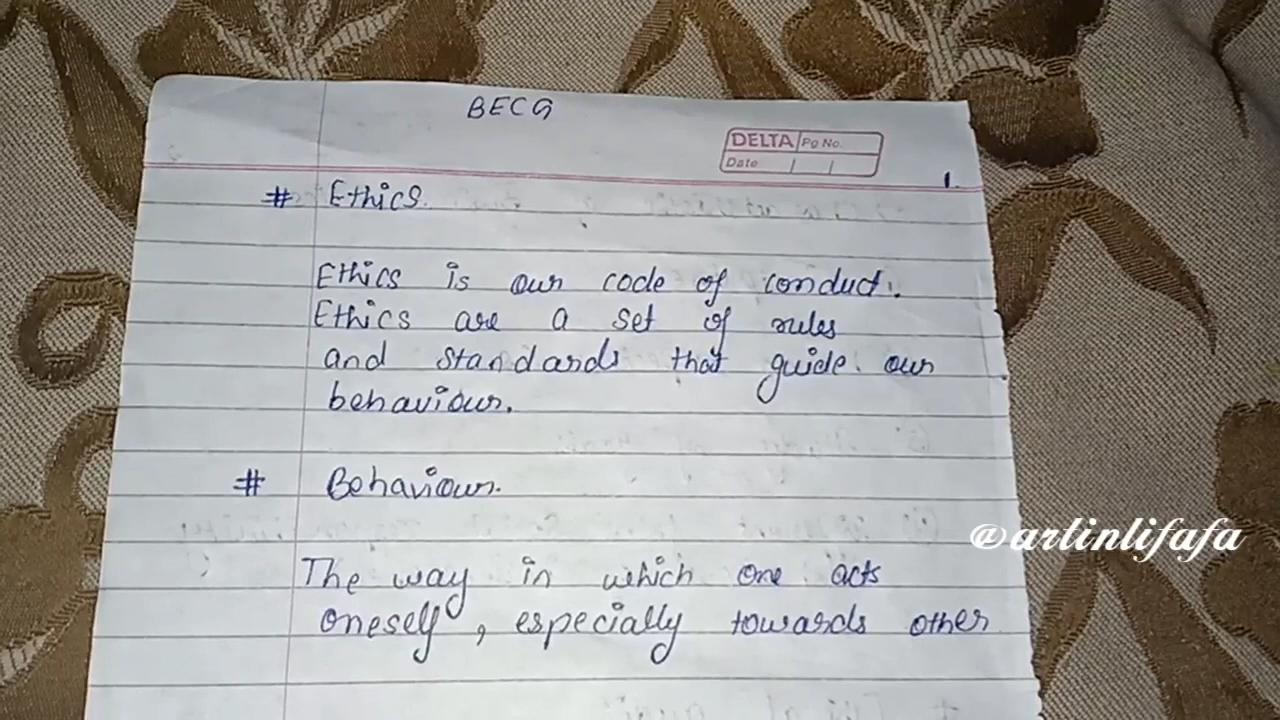 BECG
DELTA Pg No.
Date
1.
# Ethics.
Ethics is our code of conduct.
Ethics are a set of rules
and standards that guide our
behaviour.
# Behaviour.
The way in which one acts
oneself, especially towards other
@artinlifafa